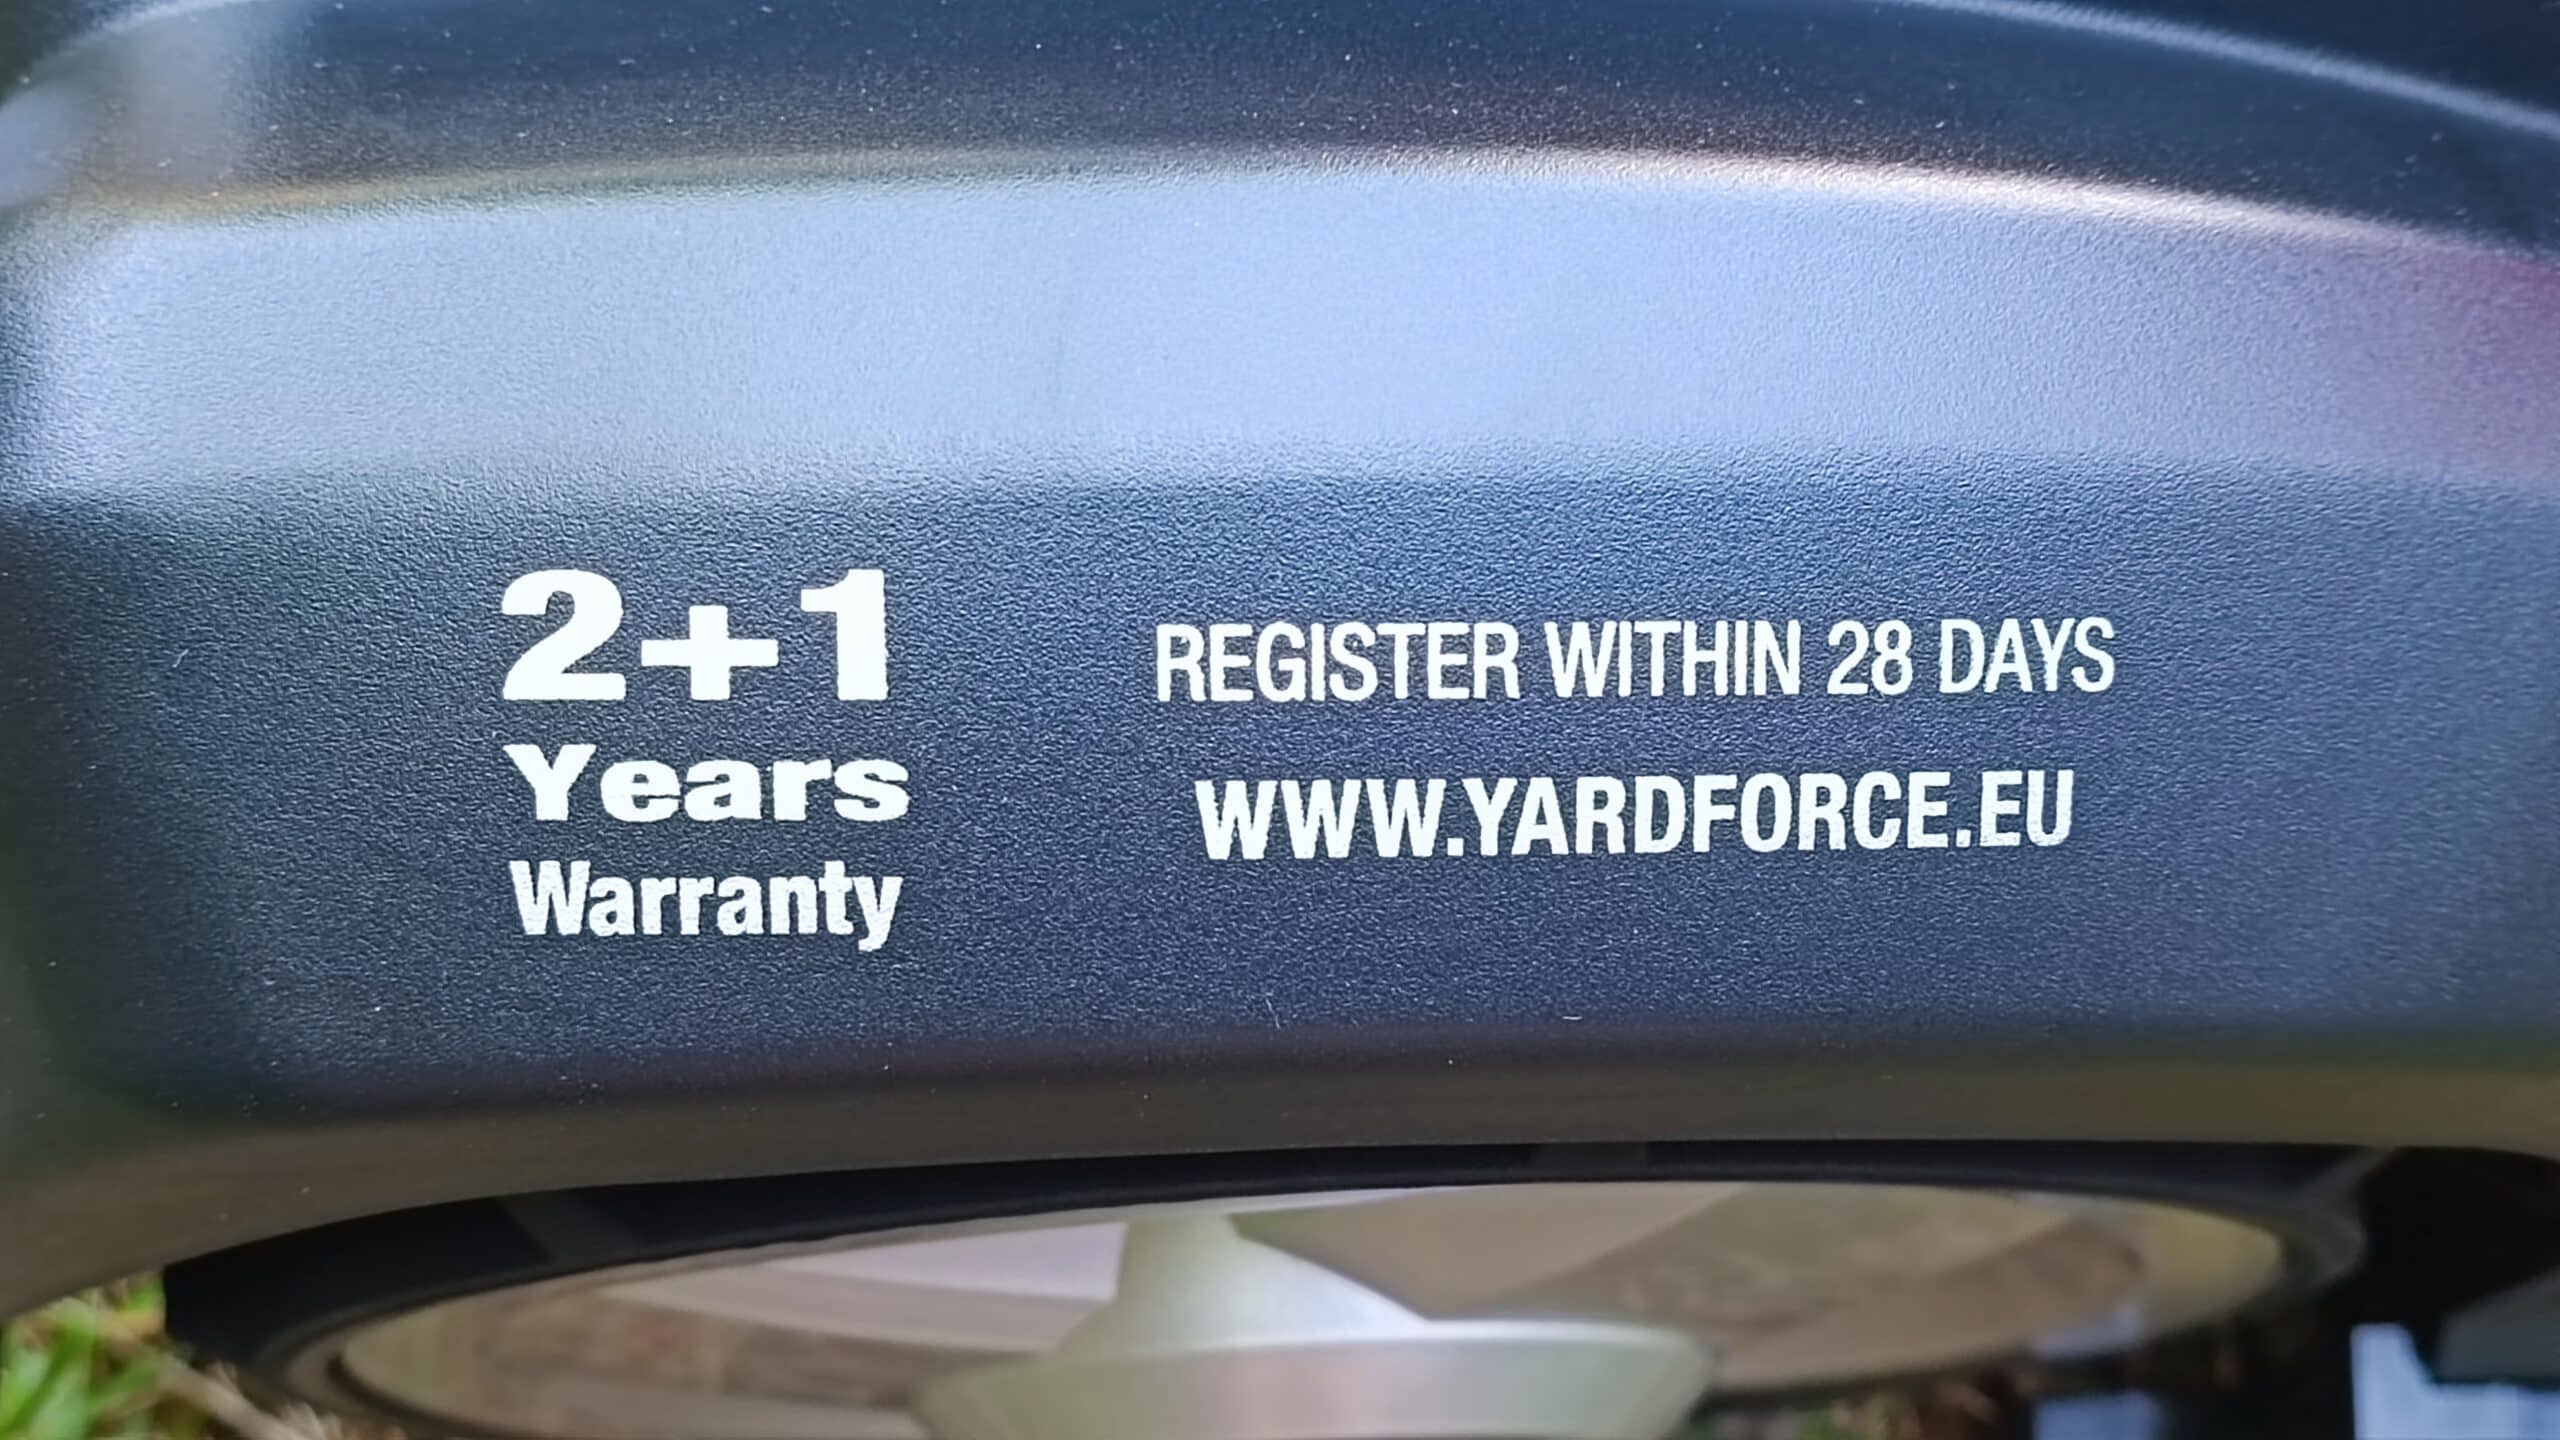 2+1
Years
Warranty
REGISTER WITHIN 28 DAYS
WWW.YARDFORCE.EU